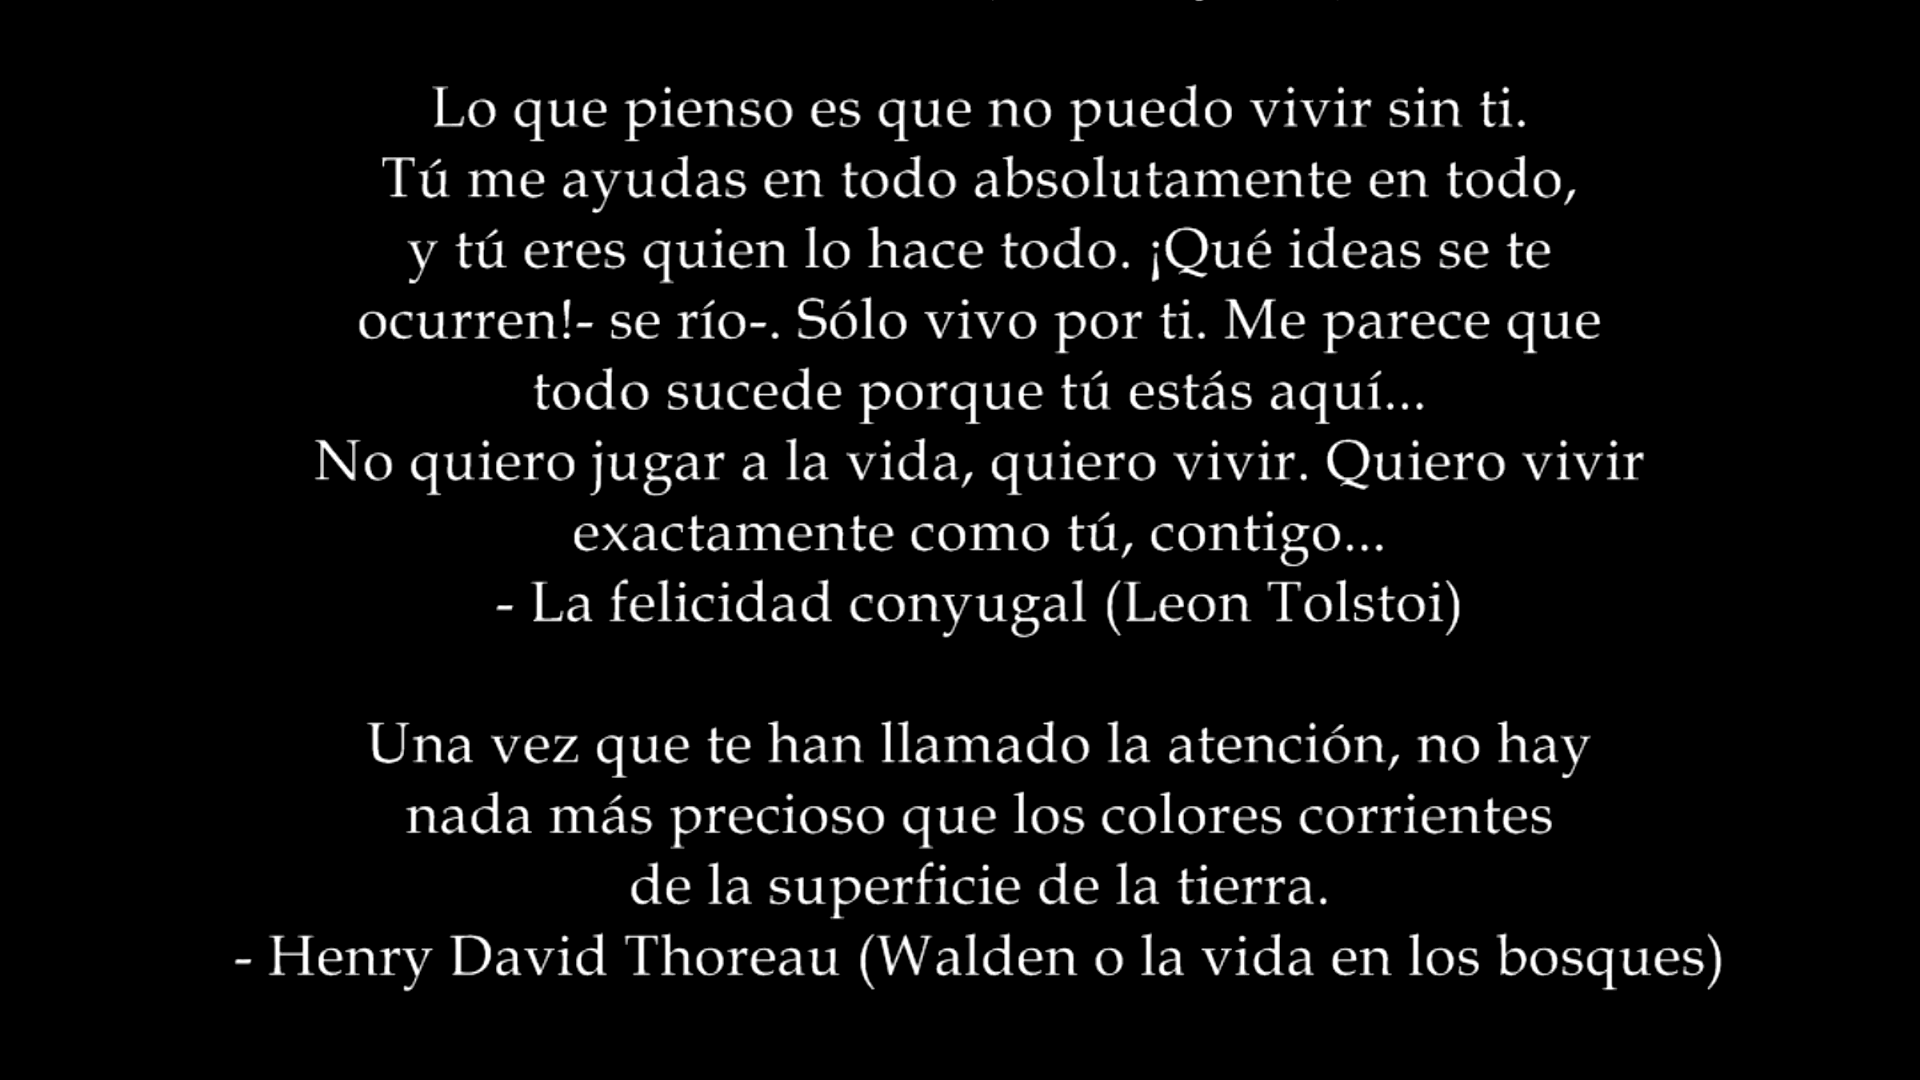 Lo que pienso es que no puedo vivir sin ti.
Tú me ayudas en todo absolutamente en todo,
y tú eres quien lo hace todo. ¡Qué ideas se te
ocurren!- se río-. Sólo vivo por ti. Me parece que
todo sucede porque tú estás aquí...
No quiero jugar a la vida, quiero vivir. Quiero vivir
exactamente como tú, contigo...
- La felicidad conyugal (Leon Tolstoi)
Una vez que te han llamado la atención, no hay
nada más precioso que los colores corrientes
de la superficie de la tierra.
- Henry David Thoreau (Walden o la vida en los bosques)